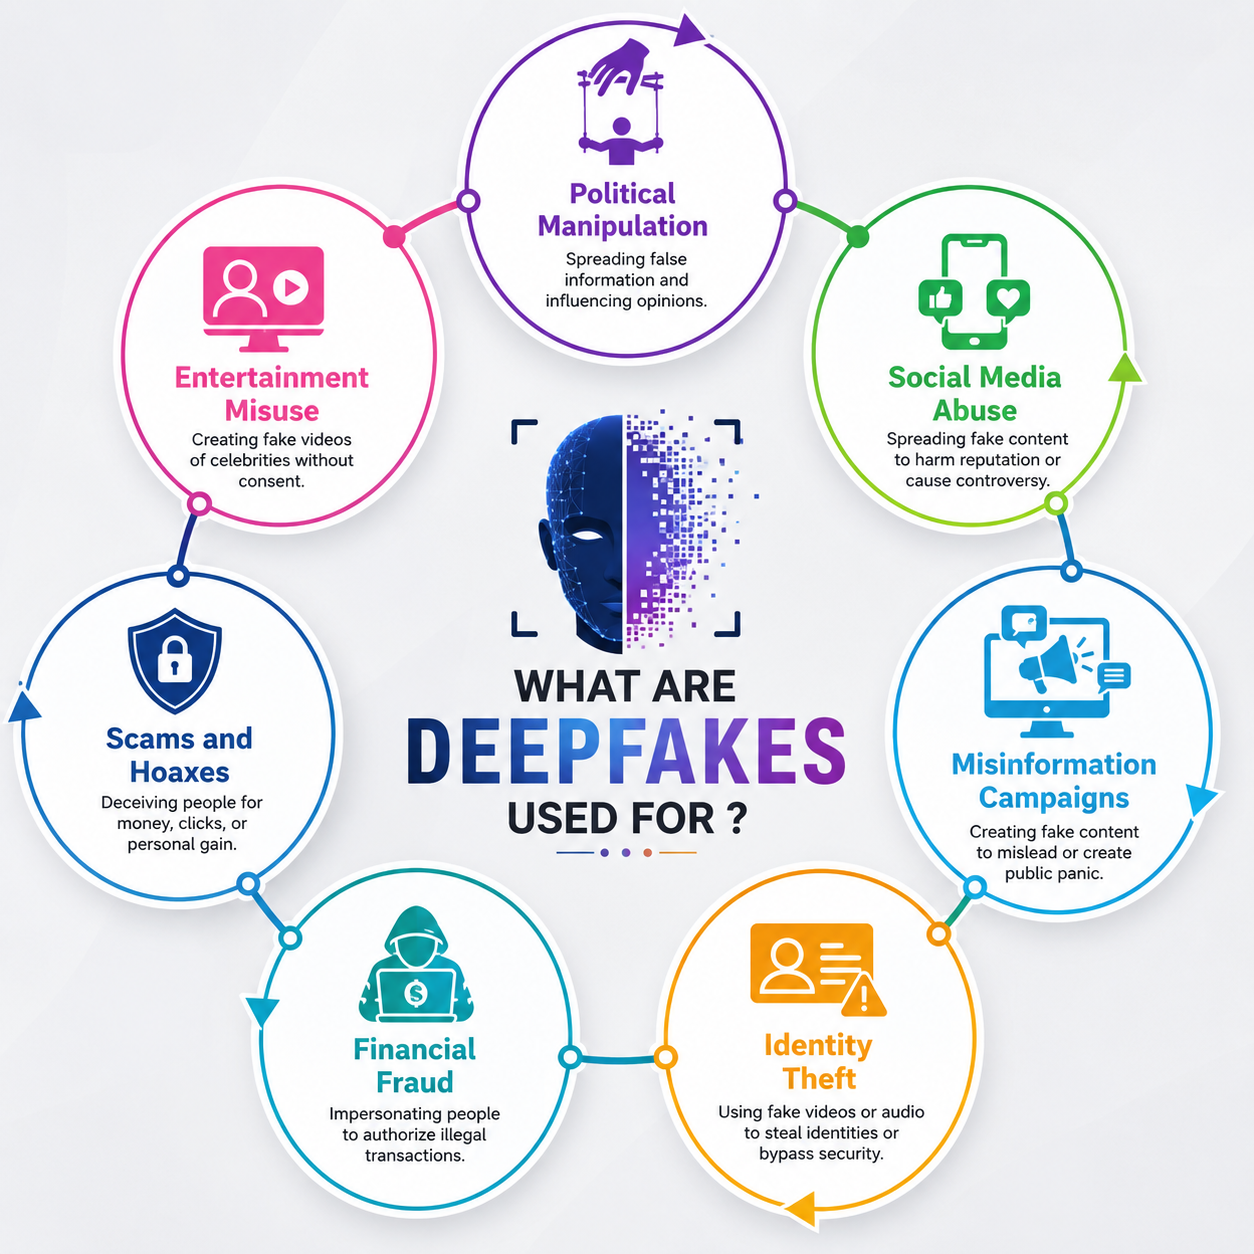 Political
Manipulation
Spreading false
information and
influencing opinions.
Entertainment
Misuse
Creating fake videos
of celebrities without
consent.
Social Media
Abuse
Spreading fake content
to harm reputation or
cause controversy.
WHAT ARE
DEEPFAKES
USED FOR ?
Scams and
Hoaxes
Deceiving people for
money, clicks, or
personal gain.
Misinformation
Campaigns
Creating fake content
to mislead or create
public panic.
$
Financial
Fraud
Impersonating people
to authorize illegal
transactions.
!
Identity
Theft
Using fake videos or audio
to steal identities or
bypass security.